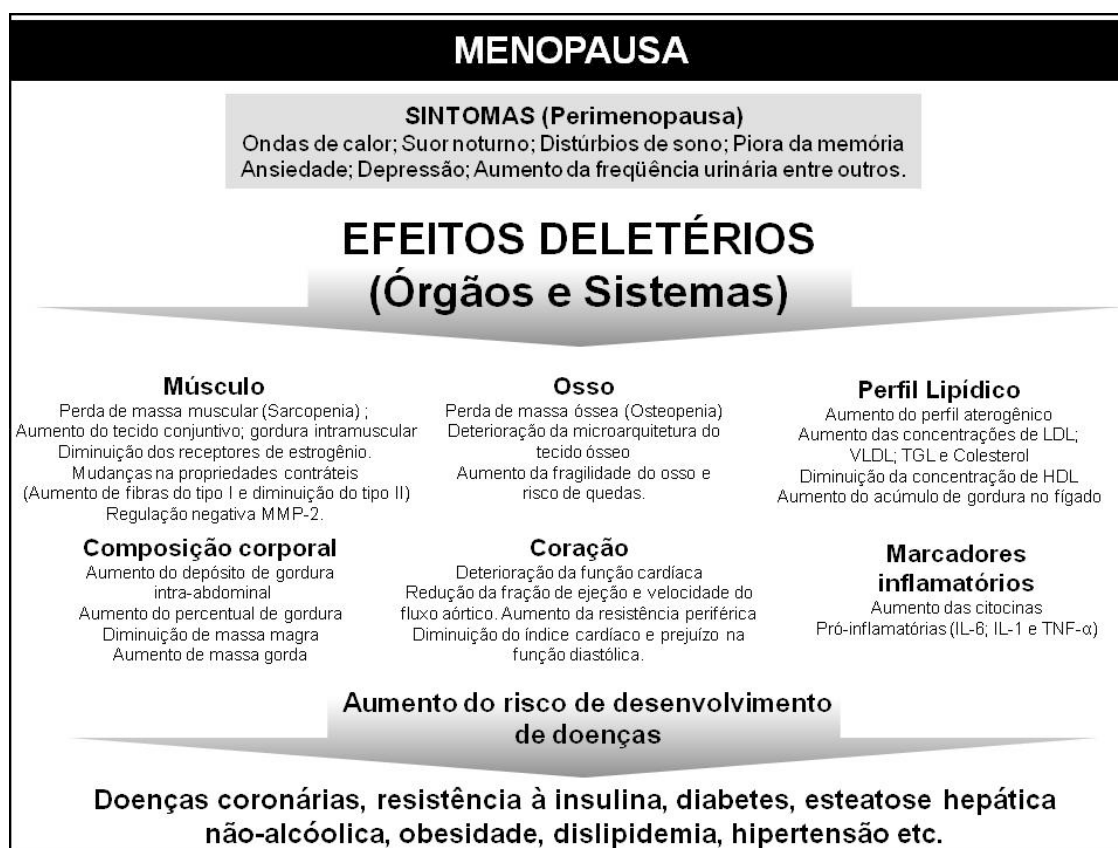 MENOPAUSA
SINTOMAS (Perimenopausa)
Ondas de calor; Suor noturno; Distúrbios de sono; Piora da memória
Ansiedade; Depressão; Aumento da freqüência urinária entre outros.
EFEITOS DELETÉRIOS
(Órgãos e Sistemas)
Músculo
Perda de massa muscular (Sarcopenia) ;
Aumento do tecido conjuntivo; gordura intramuscular
Diminuição dos receptores de estrogênio.
Mudanças na propriedades contráteis
(Aumento de fibras do tipo I e diminuição do tipo II)
Regulação negativa MMP-2.
Osso
Perda de massa óssea (Osteopenia)
Deterioração da microarquitetura do
tecido ósseo
Aumento da fragilidade do osso e
risco de quedas.
Perfil Lipídico
Aumento do perfil aterogênico
Aumento das concentrações de LDL;
VLDL; TGL e Colesterol
Diminuição da concentração de HDL
Aumento do acúmulo de gordura no fígado
Composição corporal
Aumento do depósito de gordura
intra-abdominal
Aumento do percentual de gordura
Diminuição de massa magra
Aumento de massa gorda
Coração
Deterioração da função cardíaca
Redução da fração de ejeção e velocidade do
fluxo aórtico. Aumento da resistência periférica
Diminuição do índice cardíaco e prejuízo na
função diastólica.
Marcadores
inflamatórios
Aumento das citocinas
Pró-inflamatórias (IL-6; IL-1 e TNF-α)
Aumento do risco de desenvolvimento
de doenças
Doenças coronárias, resistência à insulina, diabetes, esteatose hepática
não-alcóolica, obesidade, dislipidemia, hipertensão etc.